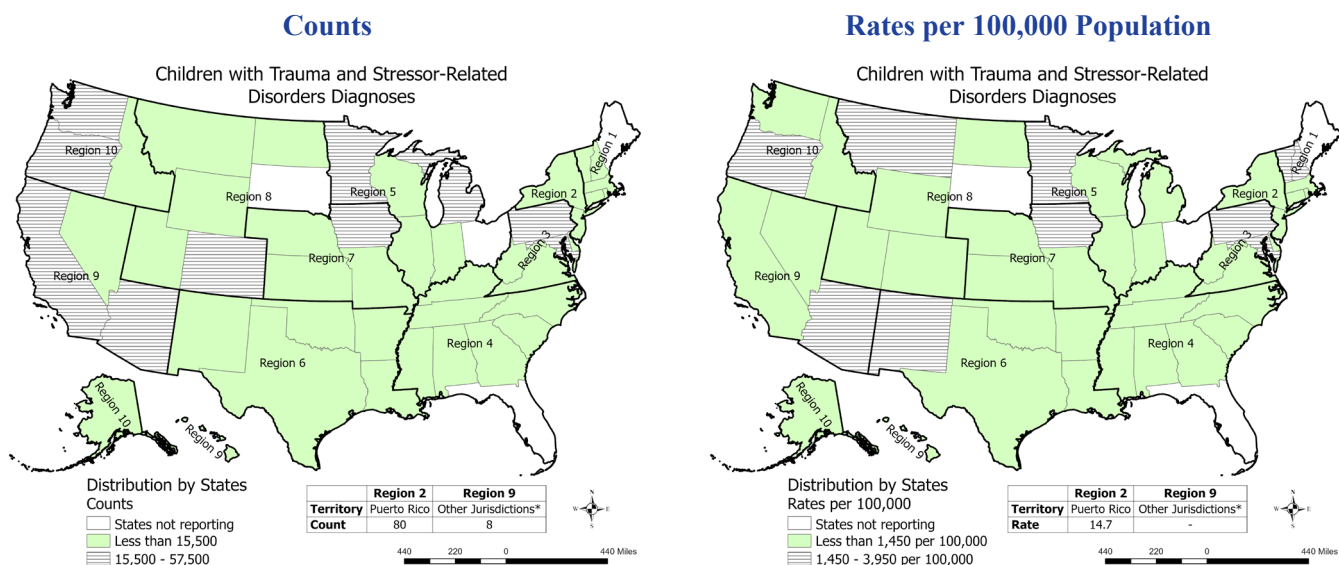 Counts
Children with Trauma and Stressor-Related
Disorders Diagnoses
Region 10
Region 8
Region 5
Region 1
Region 2
Region 3
Region 9
Region 7
Region 6
Region 4
Region 10
Region 9
Distribution by States
Counts
States not reporting
Less than 15,500
15,500 - 57,500
Region 2 Region 9
Territory Puerto Rico Other Jurisdictions*
Count 80 8
N
W E
S
440 220 0 440 Miles
Rates per 100,000 Population
Children with Trauma and Stressor-Related
Disorders Diagnoses
Region 10
Region 8
Region 5
Region 1
Region 2
Region 3
Region 9
Region 7
Region 6
Region 4
Region 10
Region 9
Distribution by States
Rates per 100,000
States not reporting
Less than 1,450 per 100,000
1,450 - 3,950 per 100,000
Region 2 Region 9
Territory Puerto Rico Other Jurisdictions*
Rate 14.7 -
N
W E
S
440 220 0 440 Miles